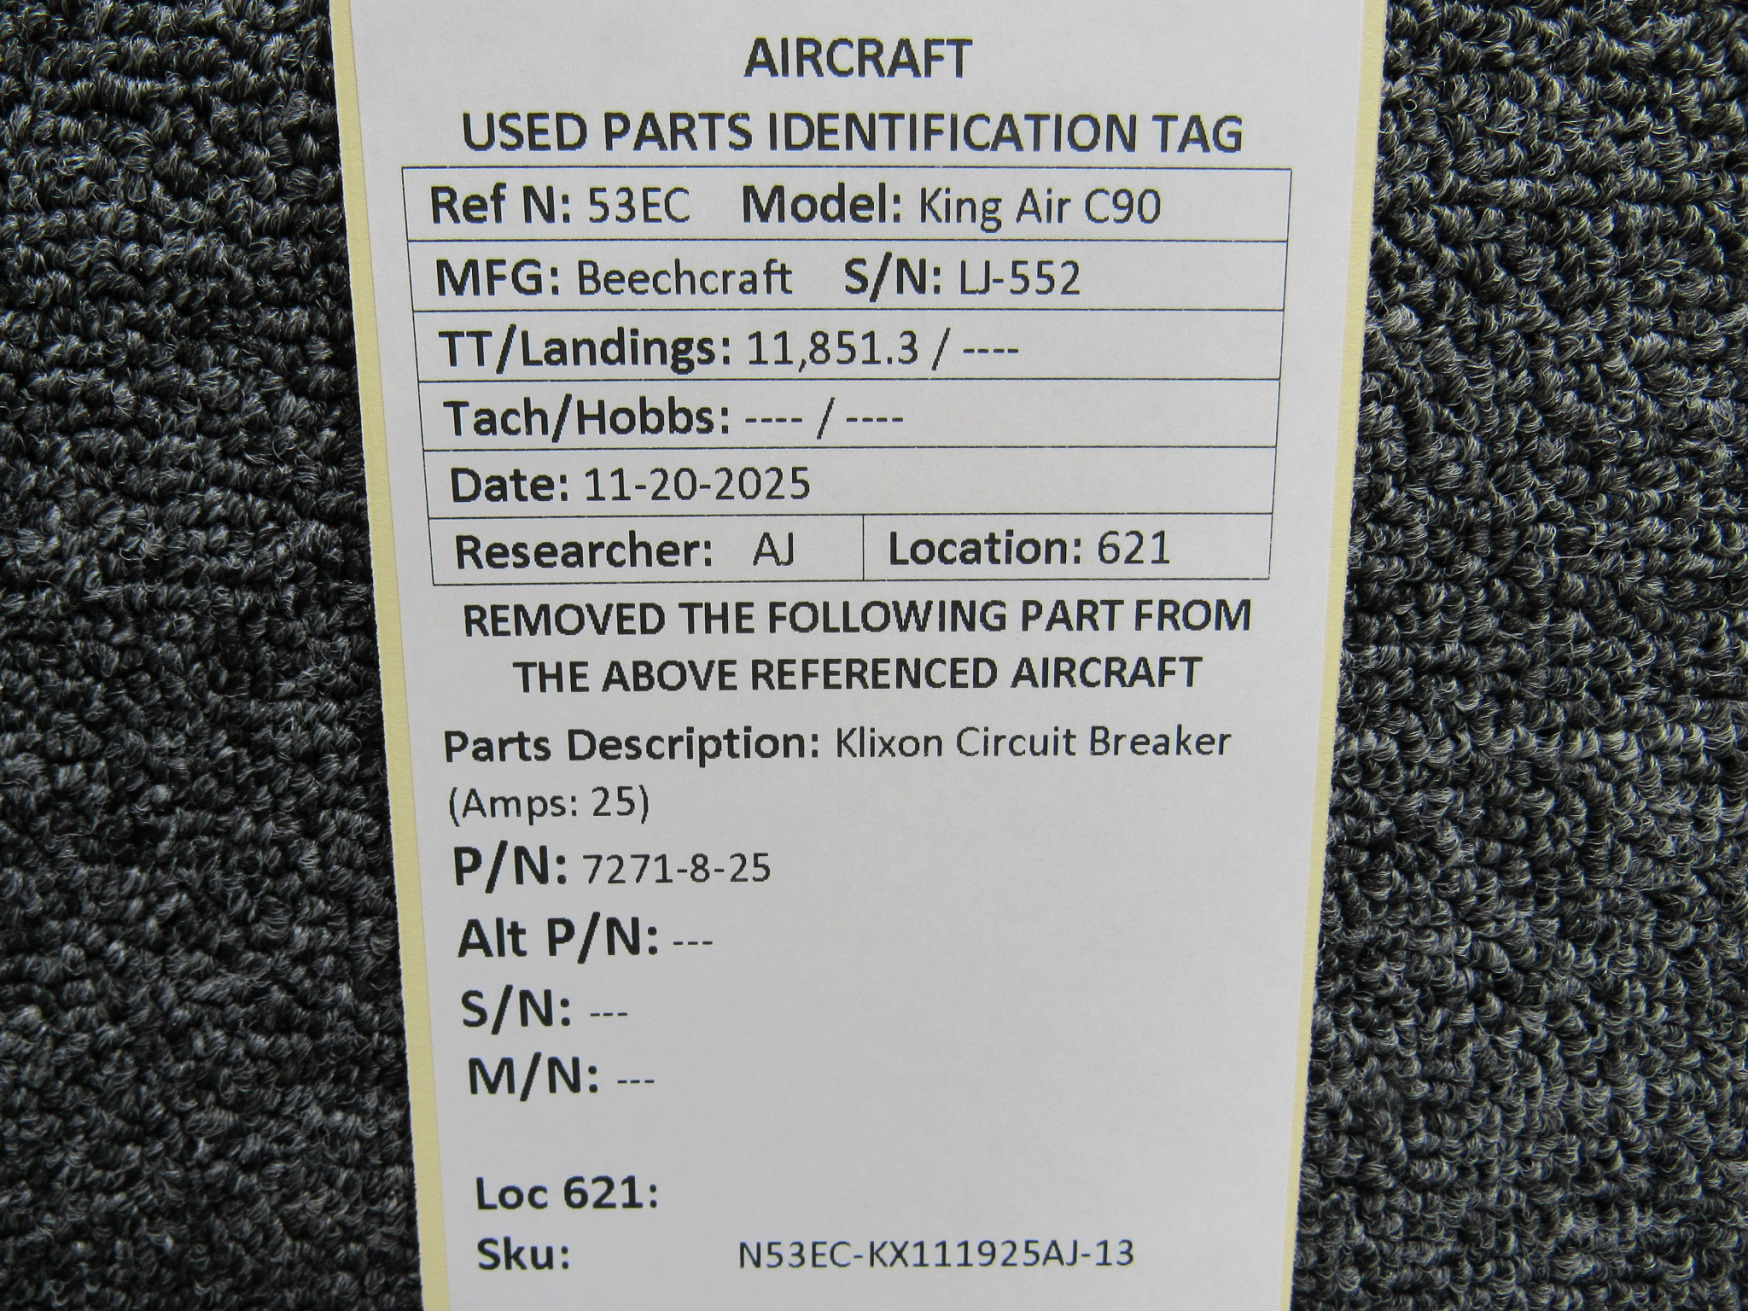 AIRCRAFT
USED PARTS IDENTIFICATION TAG
Ref N: 53EC Model: King Air C90
MFG: Beechcraft S/N: LJ-552
TT/Landings: 11,851.3 / ----
Tach/Hobbs: ---- / ----
Date: 11-20-2025
Researcher: AJ Location: 621
REMOVED THE FOLLOWING PART FROM
THE ABOVE REFERENCED AIRCRAFT
Parts Description: Klixon Circuit Breaker
(Amps: 25)
P/N: 7271-8-25
Alt P/N: ---
S/N: ---
M/N: ---
Loc 621:
Sku: N53EC-KX111925AJ-13